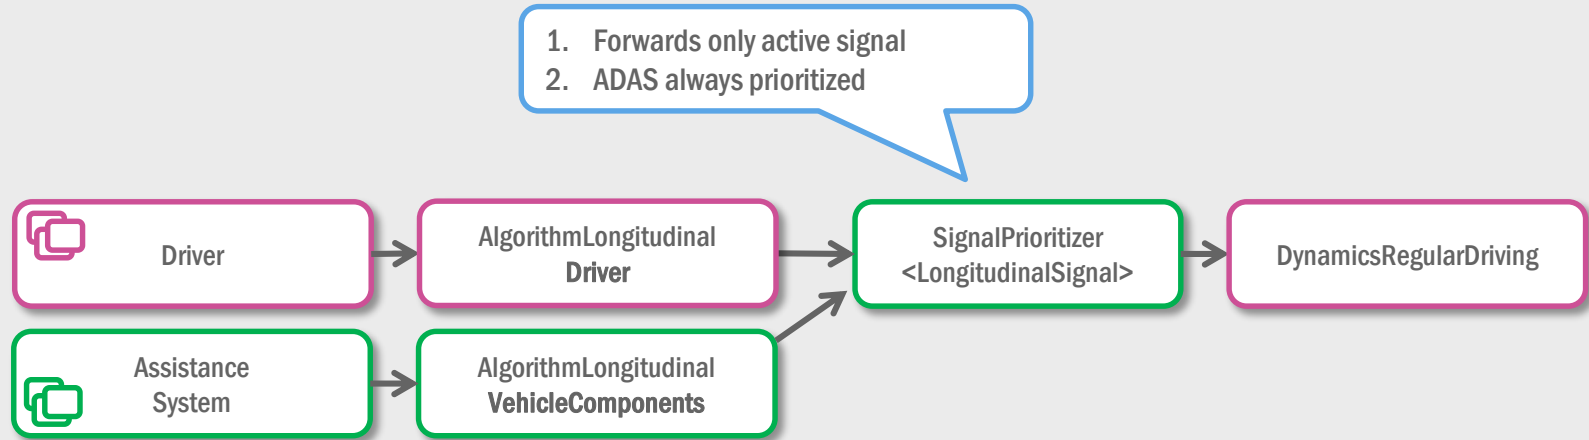 1. Forwards only active signal
2. ADAS always prioritized
Driver
AlgorithmLongitudinal
Driver
SignalPrioritizer
<LongitudinalSignal>
DynamicsRegularDriving
Assistance
System
AlgorithmLongitudinal
VehicleComponents